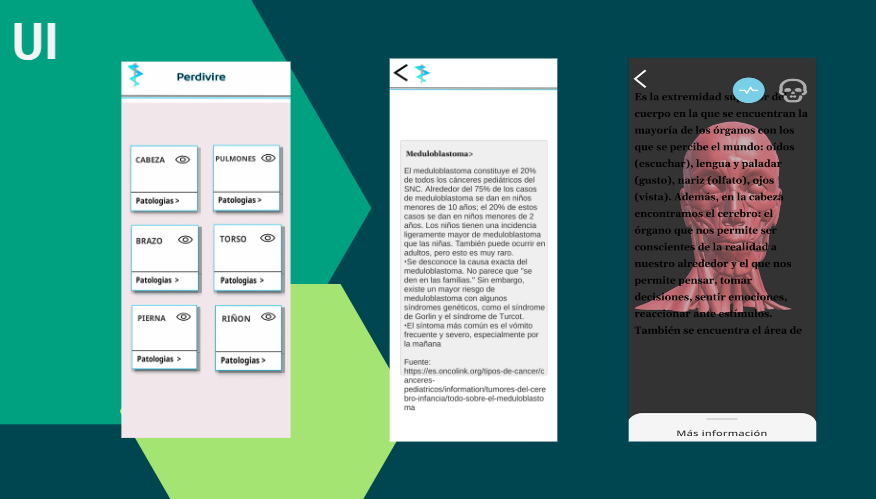 UI
Perdivire
CABEZA
PULMONES
Patologias >
Patologias >
BRAZO
TORSO
Patologias >
Patologias >
PIERNA
RIÑON
Patologias >
Patologias >
Meduloblastoma>
El meduloblastoma constituye el 20%
de todos los cánceres pediátricos del
SNC. Alrededor del 75% de los casos
de meduloblastoma se dan en niños
menores de 10 años; el 20% de estos
casos se dan en niños menores de 2
años. Los niños tienen una incidencia
ligeramente mayor de meduloblastoma
que las niñas. También puede ocurrir en
adultos, pero esto es muy raro.
•Se desconoce la causa exacta del
meduloblastoma. No parece que "se
den en las familias." Sin embargo,
existe un mayor riesgo de
meduloblastoma con algunos
síndromes genéticos, como el síndrome
de Gorlin y el síndrome de Turcot.
•El síntoma más común es el vómito
frecuente y severo, especialmente por
la mañana
Fuente:
https://es.oncolink.org/tipos-de-cancer/c
anceres-
pediatricos/information/tumores-del-cere
bro-infancia/todo-sobre-el-meduloblasto
ma
Es la extremidad de
cuerpo en la que se encuentran la
mayoría de los órganos con los
que se percibe el mundo: oídos
(escuchar), lengua y paladar
(gusto), nariz (olfato), ojos
(vista). Además, en la cabeza
encontramos el cerebro: el
órgano que nos permite ser
conscientes de la realidad a
nuestro alrededor y el que nos
permite pensar, tomar
decisiones, sentir emociones,
reaccionar ante estímulos.
También se encuentra el área de
Más información